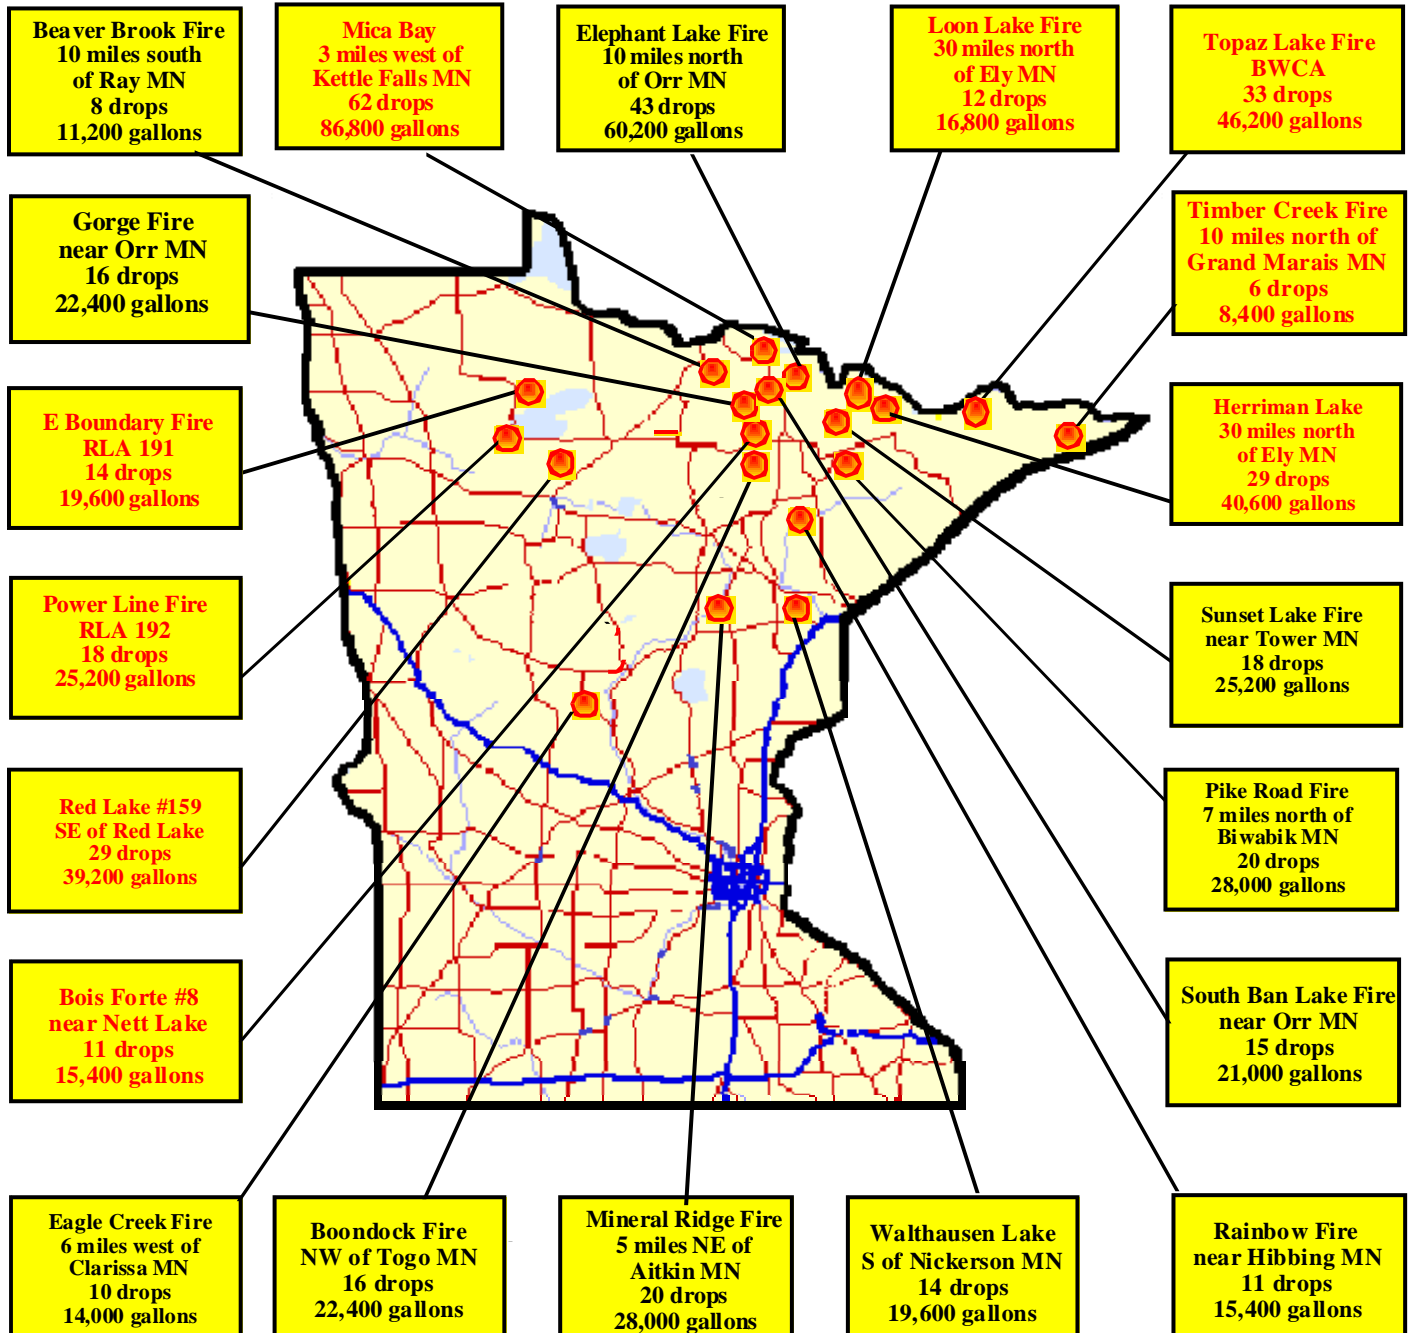 Beaver Brook Fire
10 miles south
of Ray MN
8 drops
11,200 gallons
Mica Bay
3 miles west of
Kettle Falls MN
62 drops
86,800 gallons
Elephant Lake Fire
10 miles north
of Orr MN
43 drops
60,200 gallons
Loon Lake Fire
30 miles north
of Ely MN
12 drops
16,800 gallons
Topaz Lake Fire
BWCA
33 drops
46,200 gallons
Gorge Fire
near Orr MN
16 drops
22,400 gallons
Timber Creek Fire
10 miles north of
Grand Marais MN
6 drops
8,400 gallons
E Boundary Fire
RLA 191
14 drops
19,600 gallons
Herriman Lake
30 miles north
of Ely MN
29 drops
40,600 gallons
Power Line Fire
RLA 192
18 drops
25,200 gallons
Sunset Lake Fire
near Tower MN
18 drops
25,200 gallons
Red Lake #159
SE of Red Lake
29 drops
39,200 gallons
Pike Road Fire
7 miles north of
Biwabik MN
20 drops
28,000 gallons
Bois Forte #8
near Nett Lake
11 drops
15,400 gallons
South Ban Lake Fire
near Orr MN
15 drops
21,000 gallons
Eagle Creek Fire
6 miles west of
Clarissa MN
10 drops
14,000 gallons
Boondock Fire
NW of Togo MN
16 drops
22,400 gallons
Mineral Ridge Fire
5 miles NE of
Aitkin MN
20 drops
28,000 gallons
Walthausen Lake
S of Nickerson MN
14 drops
19,600 gallons
Rainbow Fire
near Hibbing MN
11 drops
15,400 gallons